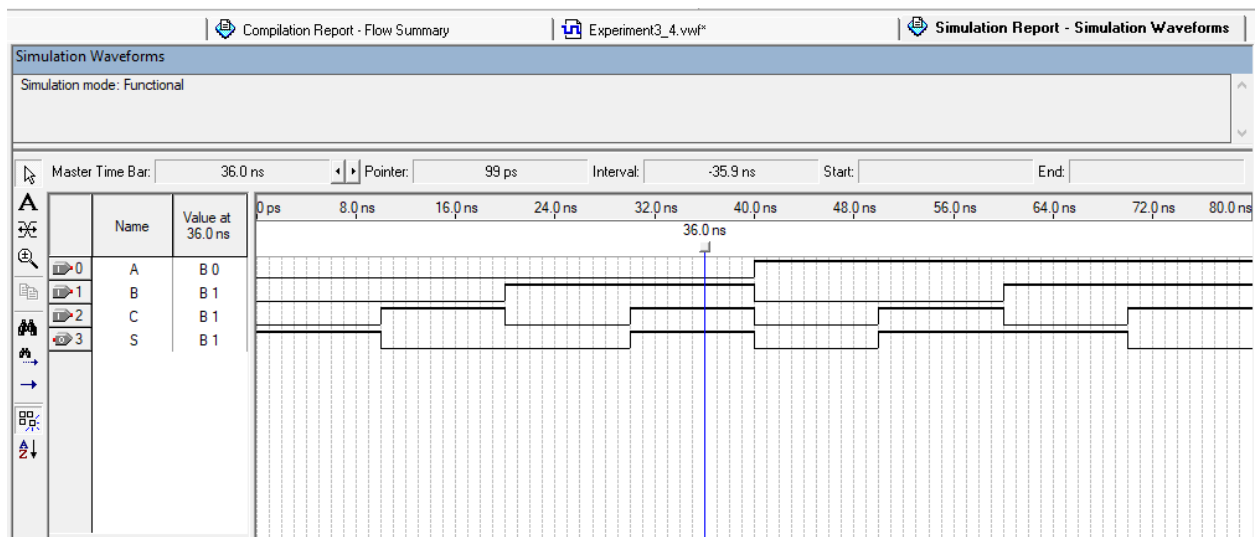 Compilation Report - Flow Summary Experiment3_4.vwf* Simulation Report - Simulation Waveforms
Simulation Waveforms
Simulation mode: Functional
Master Time Bar: 36.0 ns Pointer: 99 ps Interval: -35.9 ns Start: End:
Name Value at 36.0 ns
0 ps 8.0 ns 16.0 ns 24.0 ns 32.0 ns 40.0 ns 48.0 ns 56.0 ns 64.0 ns 72.0 ns 80.0 ns
36.0 ns
0 A B 0
1 B B 1
2 C B 1
3 S B 1